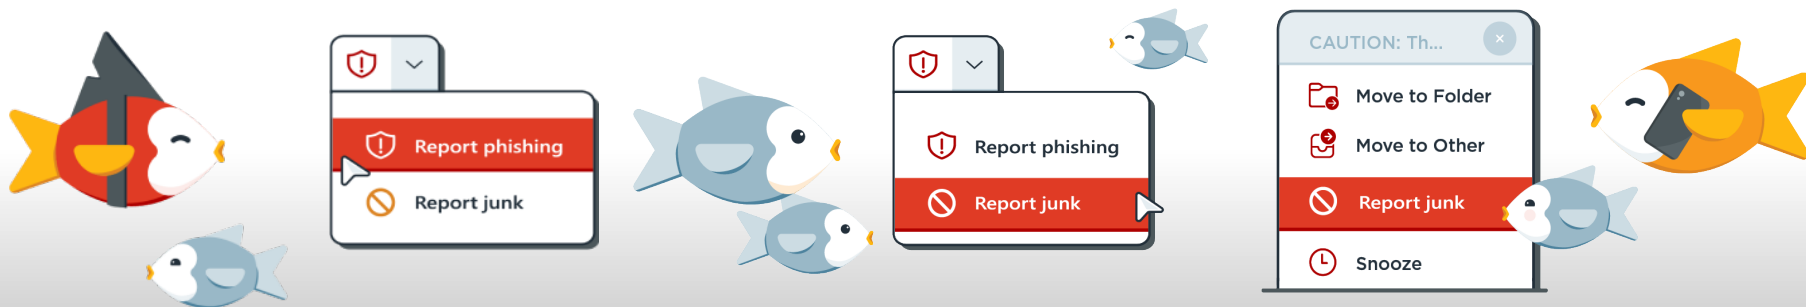 Report phishing
Report junk
Report phishing
Report junk
CAUTION: Th...
Move to Folder
Move to Other
Report junk
Snooze